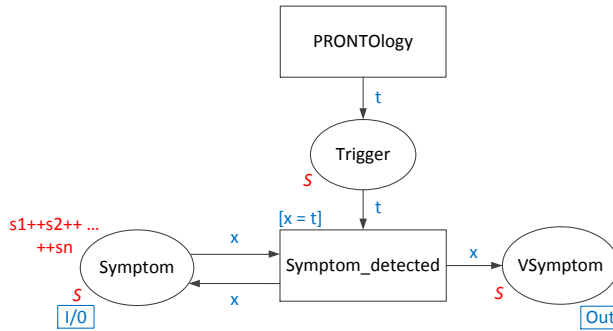 PRONTOlogy
t
Trigger
S
t
[x = t]
s1++s2++ ...
++sn
x
x
Symptom
Symptom_detected
VSymptom
x
S
S
I/0
Out